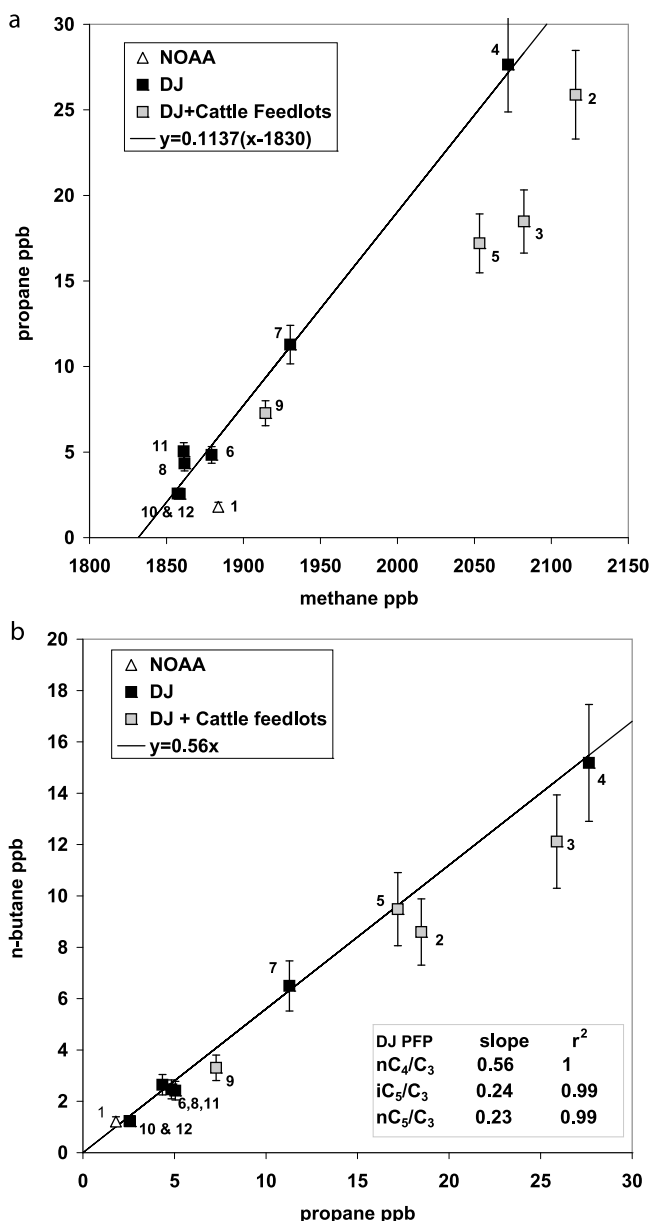 a
△ NOAA
■ DJ
■ DJ+Cattle Feedlots
— y=0.1137(x-1830)
propane ppb
30
25
20
15
10
5
0
4
2
3
5
7
9
11
8
6
10 & 12
1
1800 1850 1900 1950 2000 2050 2100 2150
methane ppb
b
△ NOAA
■ DJ
■ DJ + Cattle feedlots
— y=0.56x
n-butane ppb
20
18
16
14
12
10
8
6
4
2
0
4
3
5
2
7
9
6,8,11
1
10 & 12
DJ PFP slope r²
nC₄/C₃ 0.56 1
iC₅/C₃ 0.24 0.99
nC₅/C₃ 0.23 0.99
0 5 10 15 20 25 30
propane ppb